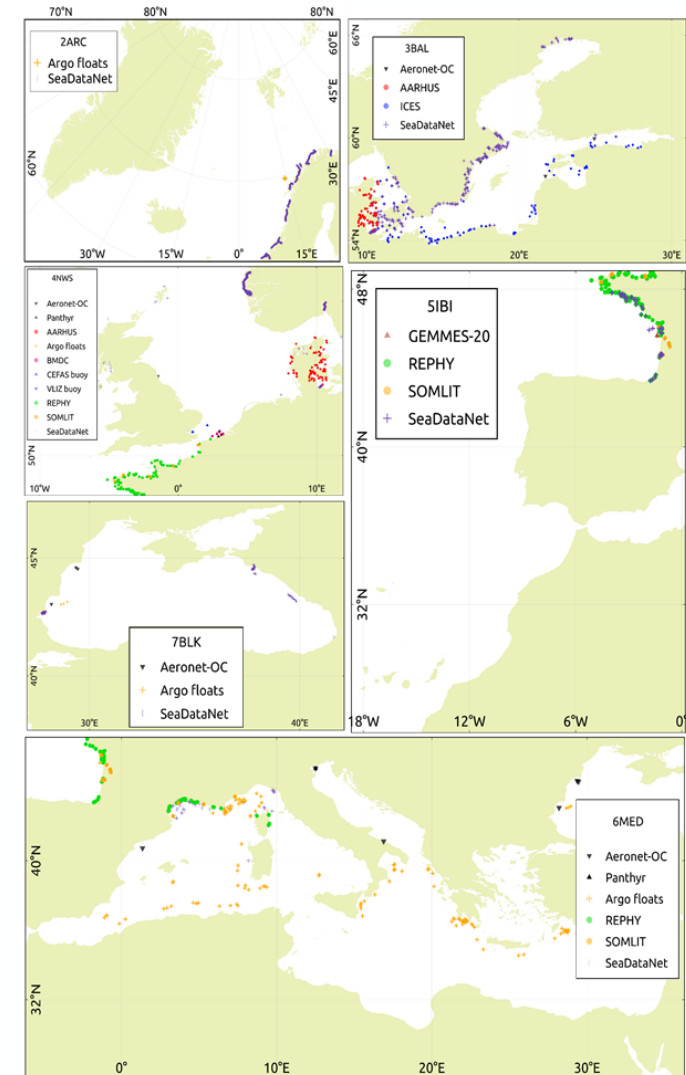 70°N
80°N
80°N
2ARC
Argo floats
SeaDataNet
60°E
45°E
30°E
60°N
30°W
15°W
0°
15°E
66°N
3BAL
Aeronet-OC
AARHUS
ICES
SeaDataNet
60°N
54°N
10°E
20°E
30°E
4NWS
Aeronet-OC
Panthyr
AARHUS
Argo floats
BMDC
CEFAS buoy
VLIZ buoy
REPHY
SOMLIT
SeaDataNet
50°N
10°W
0°
10°E
48°N
5IBI
GEMMES-20
REPHY
SOMLIT
SeaDataNet
40°N
32°N
18°W
12°W
6°W
0°
45°N
7BLK
Aeronet-OC
Argo floats
SeaDataNet
40°N
30°E
40°E
6MED
Aeronet-OC
Panthyr
Argo floats
REPHY
SOMLIT
SeaDataNet
40°N
32°N
0°
10°E
20°E
30°E